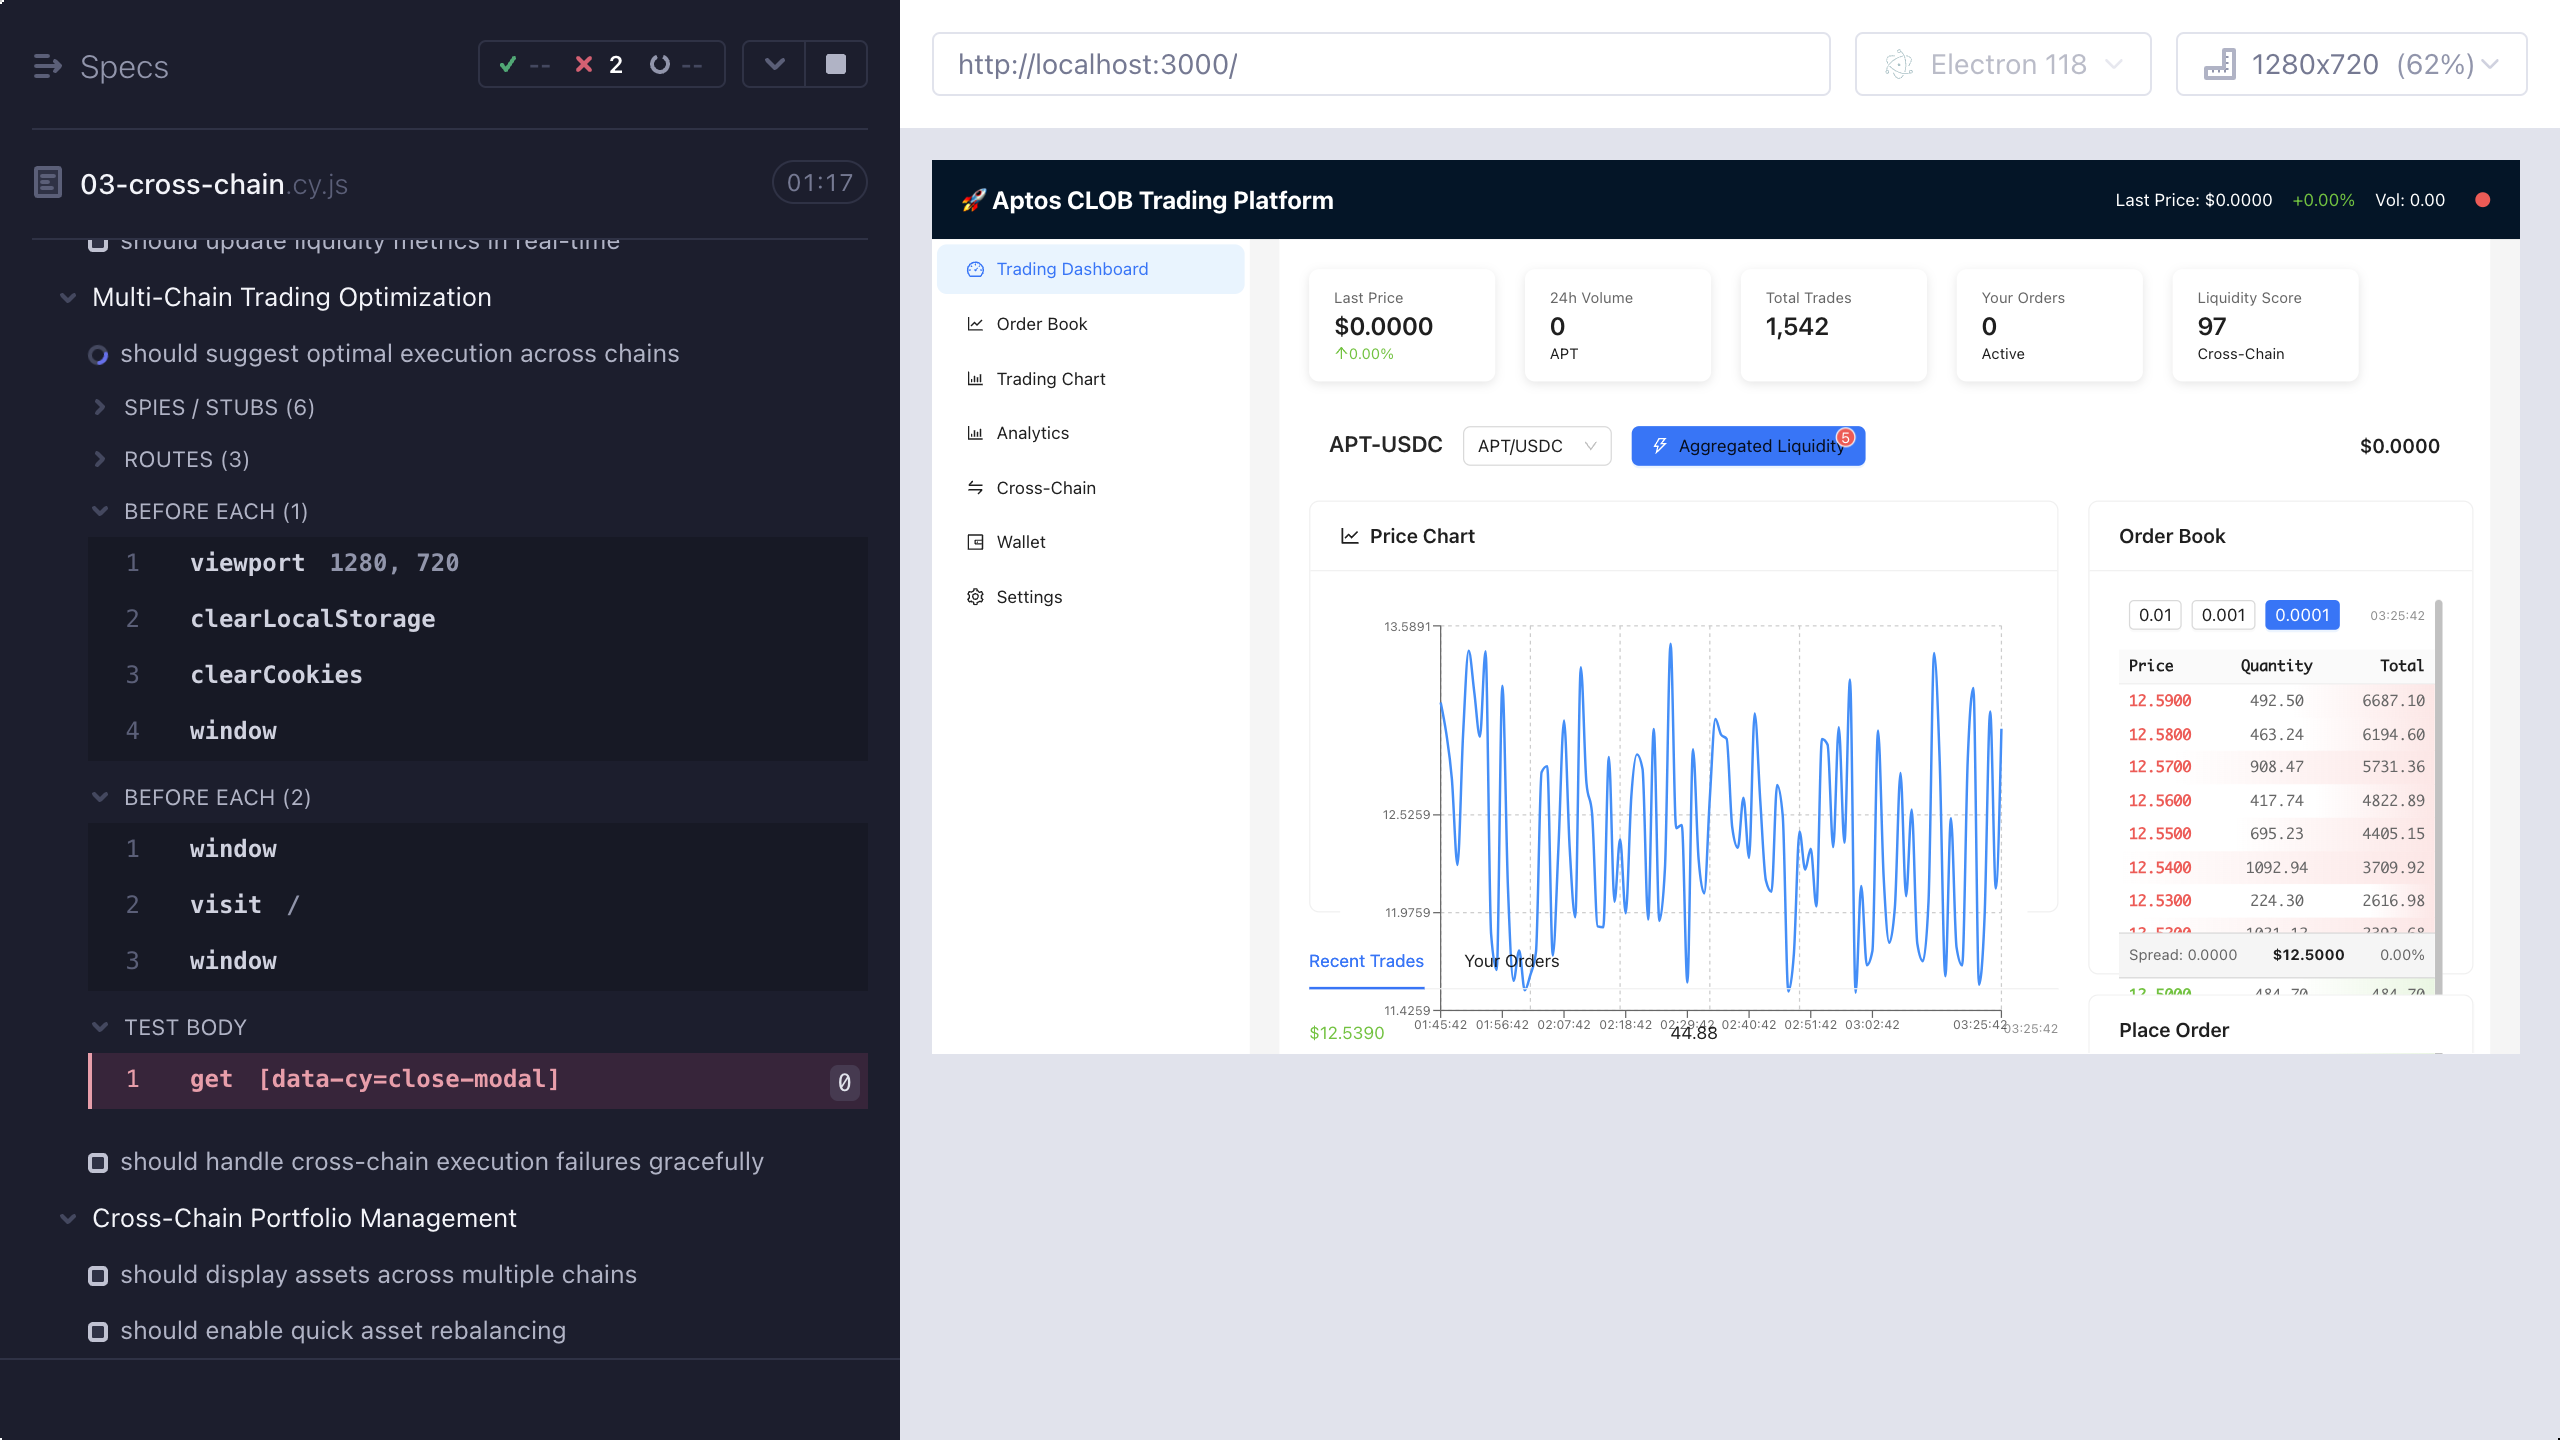 Specs
-- 2 --
03-cross-chain.cy.js
01:17
should update liquidity metrics in real-time
Multi-Chain Trading Optimization
should suggest optimal execution across chains
SPIES / STUBS (6)
ROUTES (3)
BEFORE EACH (1)
1 viewport 1280, 720
2 clearLocalStorage
3 clearCookies
4 window
BEFORE EACH (2)
1 window
2 visit /
3 window
TEST BODY
1 get [data-cy=close-modal] 0
should handle cross-chain execution failures gracefully
Cross-Chain Portfolio Management
should display assets across multiple chains
should enable quick asset rebalancing
http://localhost:3000/
Electron 118
1280x720 (62%)
🚀 Aptos CLOB Trading Platform
Last Price: $0.0000 +0.00% Vol: 0.00
Trading Dashboard
Order Book
Trading Chart
Analytics
Cross-Chain
Wallet
Settings
Last Price
$0.0000
↑0.00%
24h Volume
0
APT
Total Trades
1,542
Your Orders
0
Active
Liquidity Score
97
Cross-Chain
APT-USDC
APT/USDC
Aggregated Liquidity
5
$0.0000
Price Chart
13.5891
12.5259
11.9759
11.4259
01:45:42 01:56:42 02:07:42 02:18:42 02:29:42 02:40:42 02:51:42 03:02:42 03:25:42
Recent Trades
Your Orders
$12.5390 44.88 03:25:42
Order Book
0.01 0.001 0.0001 03:25:42
Price Quantity Total
12.5900 492.50 6687.10
12.5800 463.24 6194.60
12.5700 908.47 5731.36
12.5600 417.74 4822.89
12.5500 695.23 4405.15
12.5400 1092.94 3709.92
12.5300 224.30 2616.98
Spread: 0.0000 $12.5000 0.00%
12.5000 484.70 484.70
Place Order